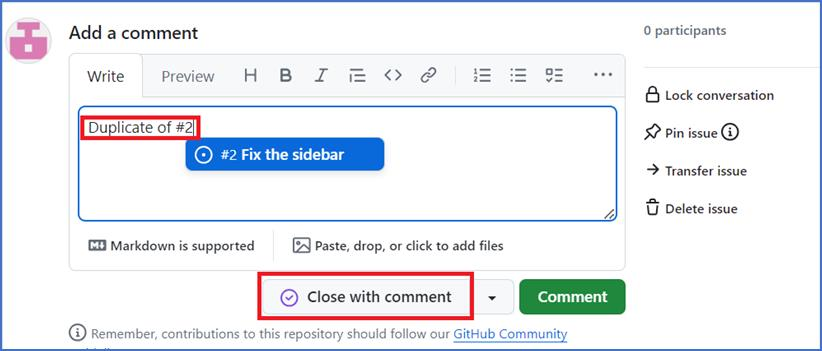 Add a comment
0 participants
Write
Preview
H B I
Duplicate of #2
#2 Fix the sidebar
Lock conversation
Pin issue
Transfer issue
Delete issue
Markdown is supported
Paste, drop, or click to add files
Close with comment
Comment
Remember, contributions to this repository should follow our GitHub Community